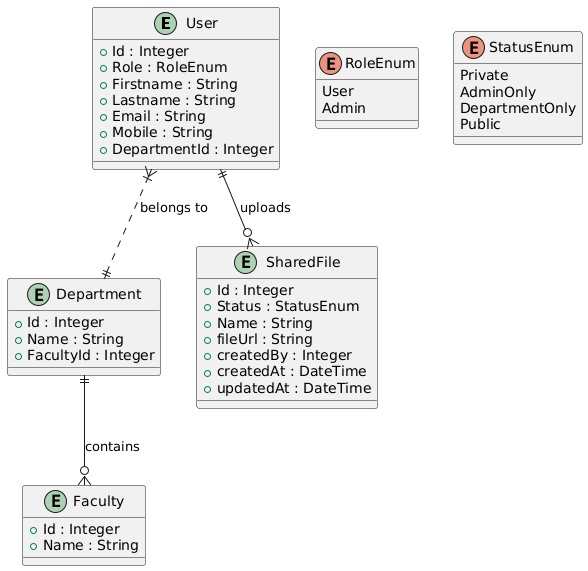 E User
Id : Integer
Role : RoleEnum
Firstname : String
Lastname : String
Email : String
Mobile : String
DepartmentId : Integer
E RoleEnum
User
Admin
E StatusEnum
Private
AdminOnly
DepartmentOnly
Public
belongs to
uploads
E Department
Id : Integer
Name : String
FacultyId : Integer
E SharedFile
Id : Integer
Status : StatusEnum
Name : String
fileUrl : String
createdBy : Integer
createdAt : DateTime
updatedAt : DateTime
contains
E Faculty
Id : Integer
Name : String